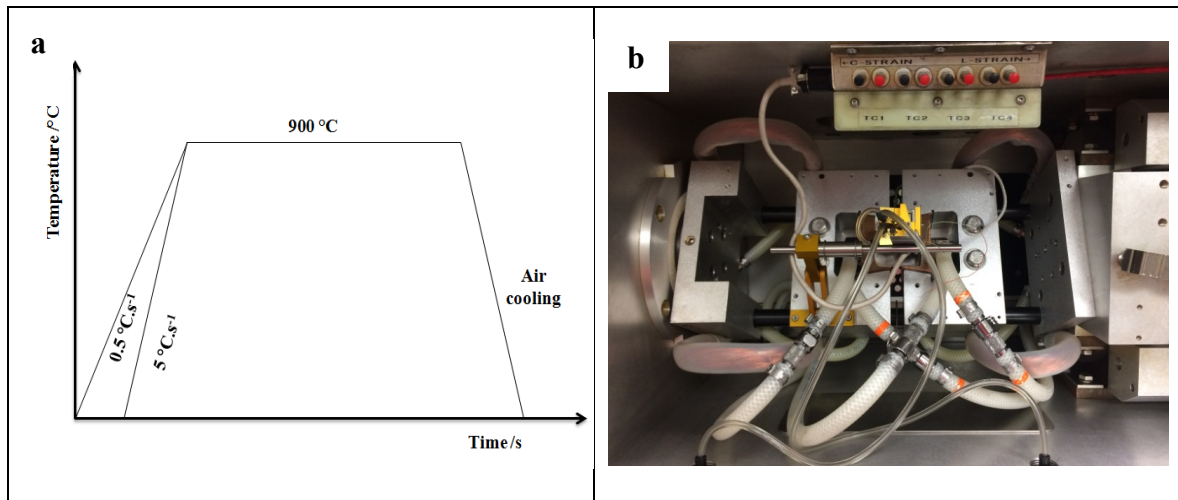 a
Temperature /°C
900 °C
0.5 °C.s-1
5 °C.s-1
Air
cooling
Time /s
b
←C-STRAIN L-STRAIN→
TC1 TC2 TC3 TC4